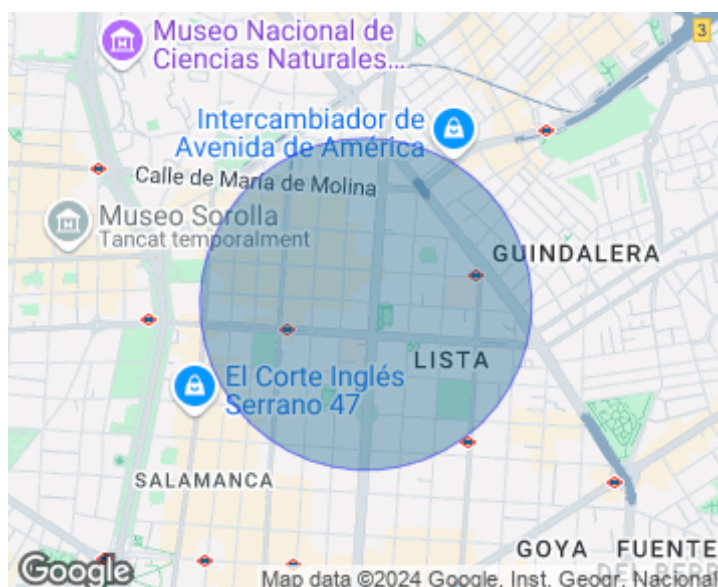 Museo Nacional de
Ciencias Naturales...
3
Intercambiador de
Avenida de América
Calle de María de Molina
Museo Sorolla
Tancat temporalment
GUINDALERA
LISTA
El Corte Inglés
Serrano 47
SALAMANCA
GOYA
FUENTE
DEL BERR
Google
Map data ©2024 Google, Inst. Geogr. Nacional